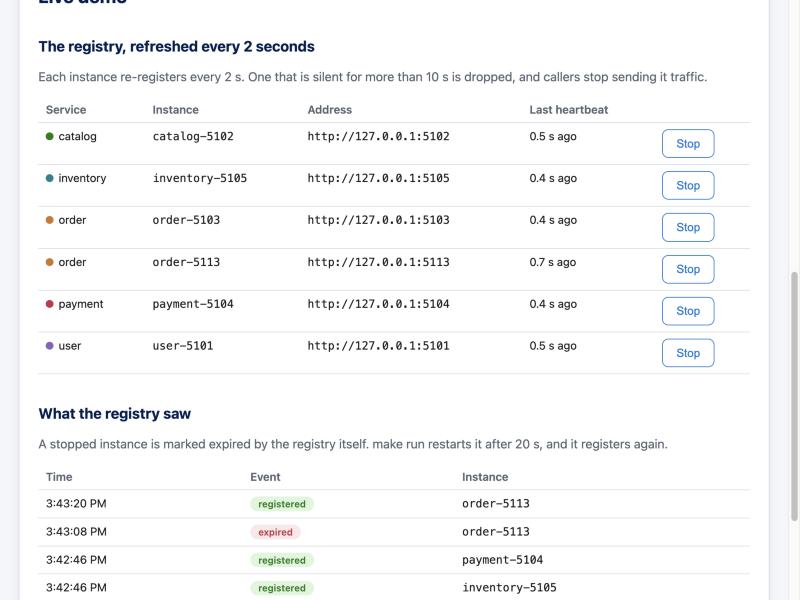 Live demo
The registry, refreshed every 2 seconds
Each instance re-registers every 2 s. One that is silent for more than 10 s is dropped, and callers stop sending it traffic.
Service Instance Address Last heartbeat
catalog catalog-5102 http://127.0.0.1:5102 0.5 s ago Stop
inventory inventory-5105 http://127.0.0.1:5105 0.4 s ago Stop
order order-5103 http://127.0.0.1:5103 0.4 s ago Stop
order order-5113 http://127.0.0.1:5113 0.7 s ago Stop
payment payment-5104 http://127.0.0.1:5104 0.4 s ago Stop
user user-5101 http://127.0.0.1:5101 0.5 s ago Stop
What the registry saw
A stopped instance is marked expired by the registry itself. make run restarts it after 20 s, and it registers again.
Time Event Instance
3:43:20 PM registered order-5113
3:43:08 PM expired order-5113
3:42:46 PM registered payment-5104
3:42:46 PM registered inventory-5105